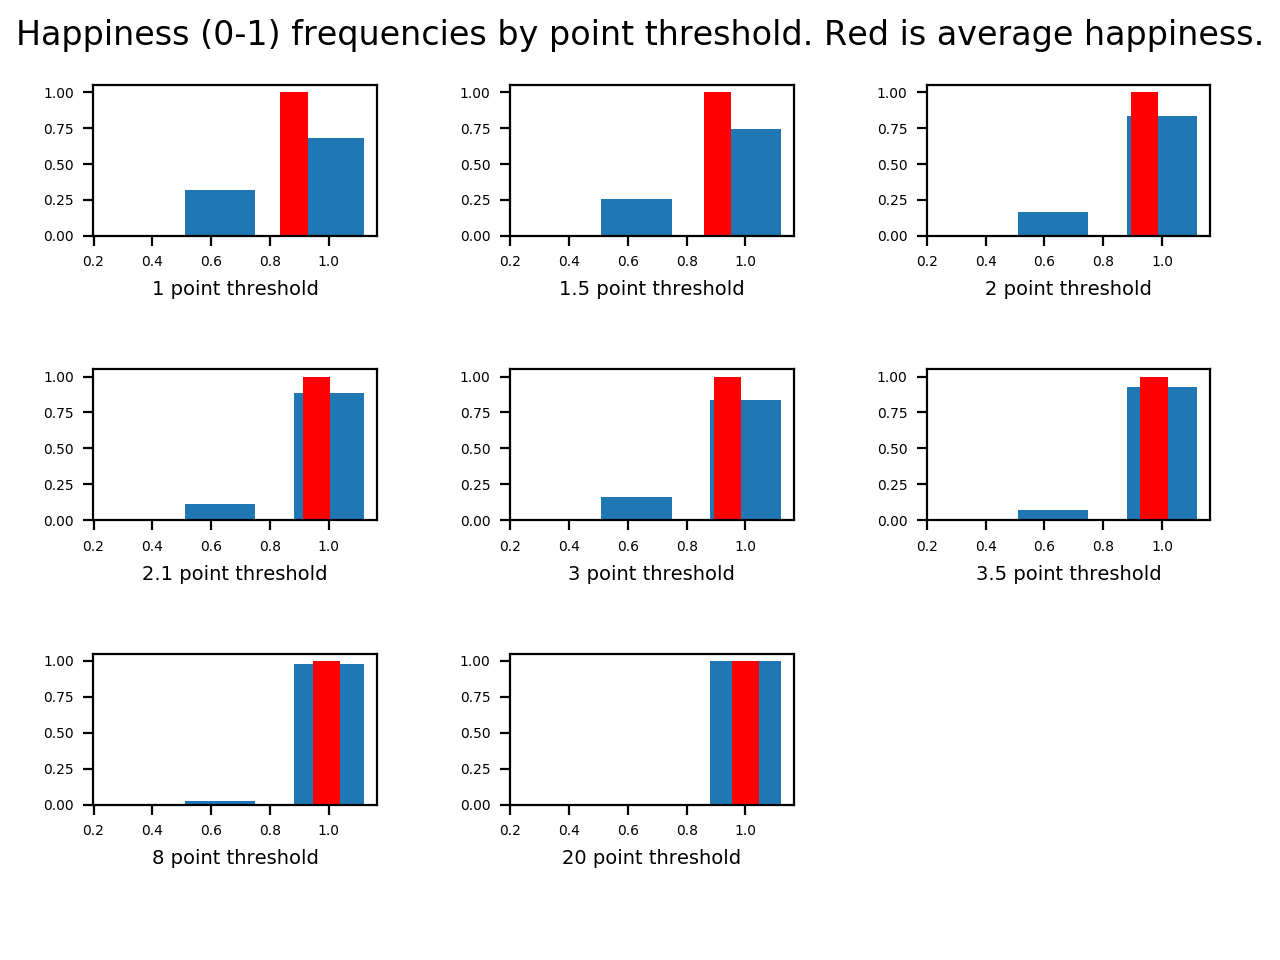 Happiness (0-1) frequencies by point threshold. Red is average happiness.
1.00 1.00 1.00
0.75 0.75 0.75
0.50 0.50 0.50
0.25 0.25 0.25
0.00 0.00 0.00
0.2 0.4 0.6 0.8 1.0 0.2 0.4 0.6 0.8 1.0 0.2 0.4 0.6 0.8 1.0
1 point threshold 1.5 point threshold 2 point threshold
1.00 1.00 1.00
0.75 0.75 0.75
0.50 0.50 0.50
0.25 0.25 0.25
0.00 0.00 0.00
0.2 0.4 0.6 0.8 1.0 0.2 0.4 0.6 0.8 1.0 0.2 0.4 0.6 0.8 1.0
2.1 point threshold 3 point threshold 3.5 point threshold
1.00 1.00
0.75 0.75
0.50 0.50
0.25 0.25
0.00 0.00
0.2 0.4 0.6 0.8 1.0 0.2 0.4 0.6 0.8 1.0
8 point threshold 20 point threshold